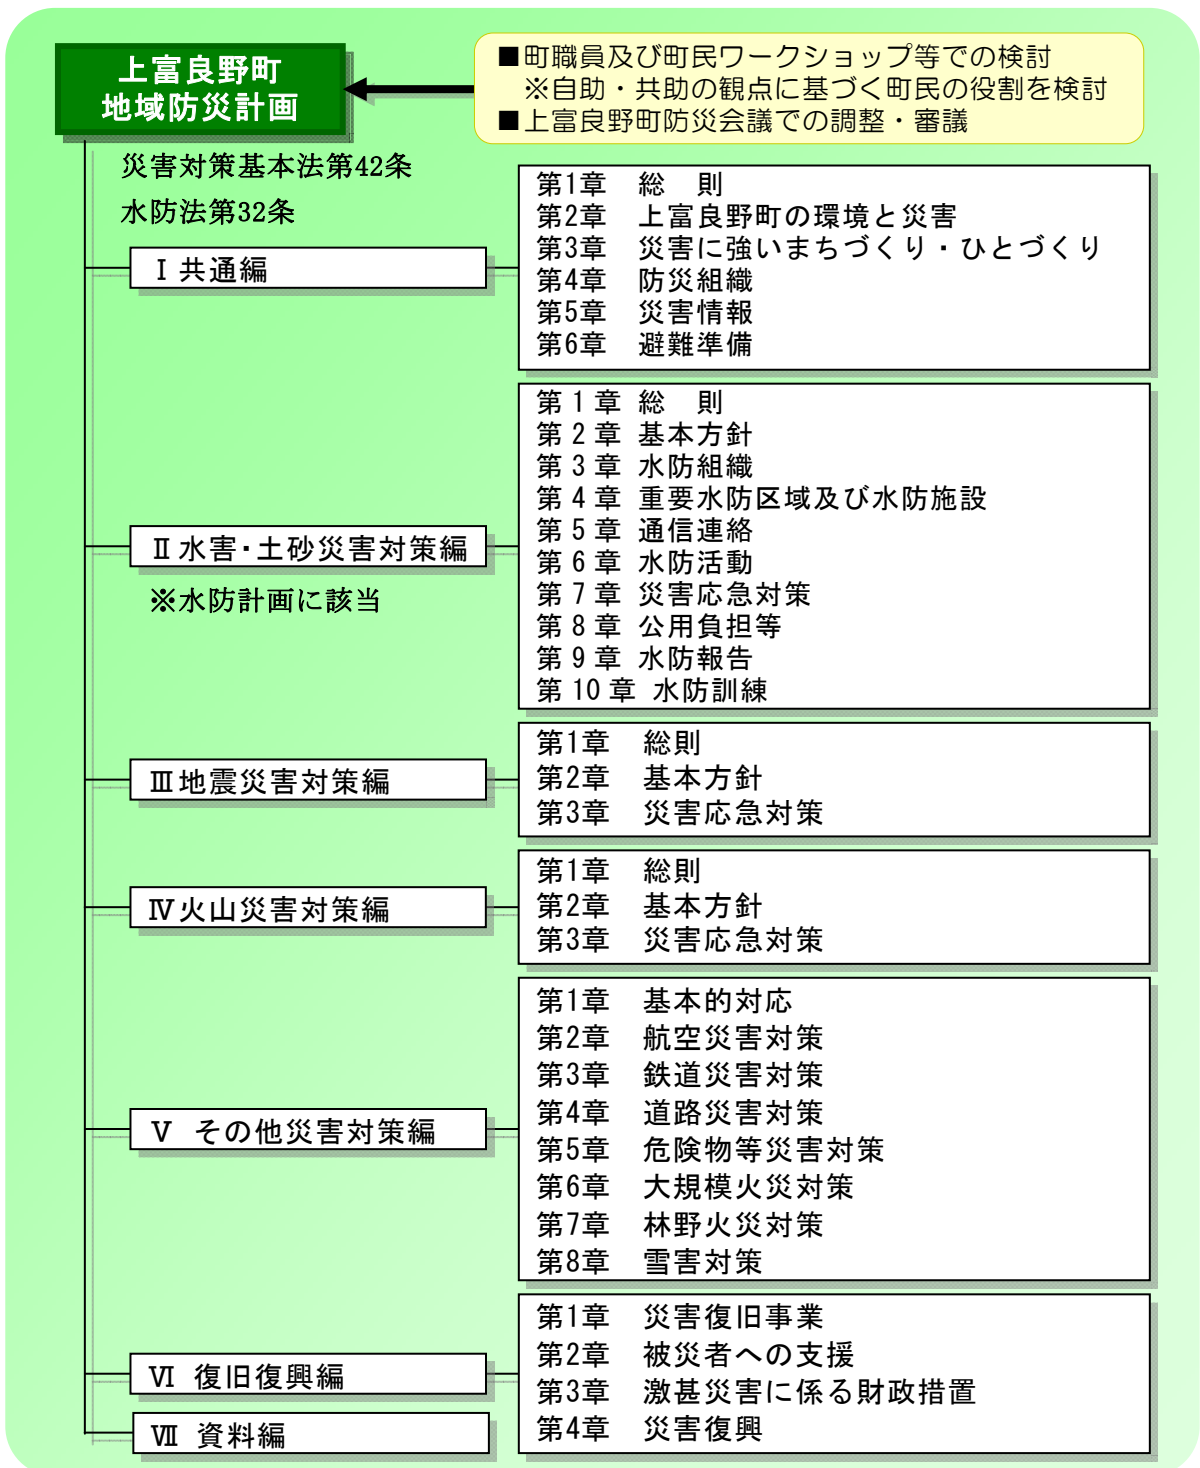 上富良野町
地域防災計画
■町職員及び町民ワークショップ等での検討
※自助・共助の観点に基づく町民の役割を検討
■上富良野町防災会議での調整・審議
災害対策基本法第42条
水防法第32条
Ⅰ 共通編
第1章 総 則
第2章 上富良野町の環境と災害
第3章 災害に強いまちづくり・ひとづくり
第4章 防災組織
第5章 災害情報
第6章 避難準備
Ⅱ 水害・土砂災害対策編
※水防計画に該当
第 1 章 総 則
第 2 章 基本方針
第 3 章 水防組織
第 4 章 重要水防区域及び水防施設
第 5 章 通信連絡
第 6 章 水防活動
第 7 章 災害応急対策
第 8 章 公用負担等
第 9 章 水防報告
第 10 章 水防訓練
Ⅲ 地震災害対策編
第1章 総則
第2章 基本方針
第3章 災害応急対策
Ⅳ 火山災害対策編
第1章 総則
第2章 基本方針
第3章 災害応急対策
Ⅴ その他災害対策編
第1章 基本的対応
第2章 航空災害対策
第3章 鉄道災害対策
第4章 道路災害対策
第5章 危険物等災害対策
第6章 大規模火災対策
第7章 林野火災対策
第8章 雪害対策
Ⅵ 復旧復興編
第1章 災害復旧事業
第2章 被災者への支援
第3章 激甚災害に係る財政措置
第4章 災害復興
Ⅶ 資料編